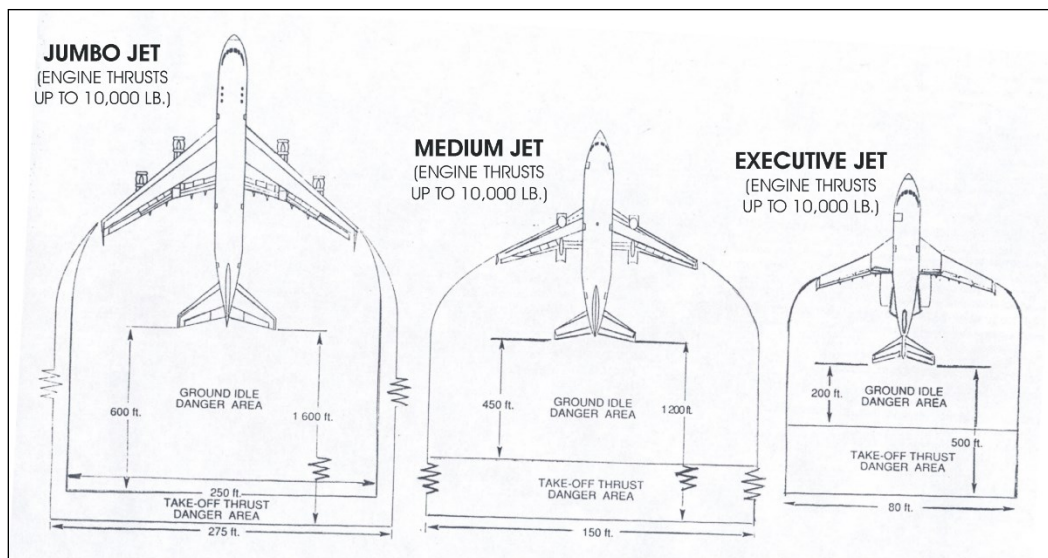 JUMBO JET
(ENGINE THRUSTS
UP TO 10,000 LB.)
600 ft.
GROUND IDLE
DANGER AREA
1 600 ft.
250 ft.
TAKE-OFF THRUST
DANGER AREA
275 ft.
MEDIUM JET
(ENGINE THRUSTS
UP TO 10,000 LB.)
450 ft.
GROUND IDLE
DANGER AREA
1 200 ft.
TAKE-OFF THRUST
DANGER AREA
150 ft.
EXECUTIVE JET
(ENGINE THRUSTS
UP TO 10,000 LB.)
200 ft.
GROUND IDLE
DANGER AREA
500 ft.
TAKE-OFF THRUST
DANGER AREA
80 ft.